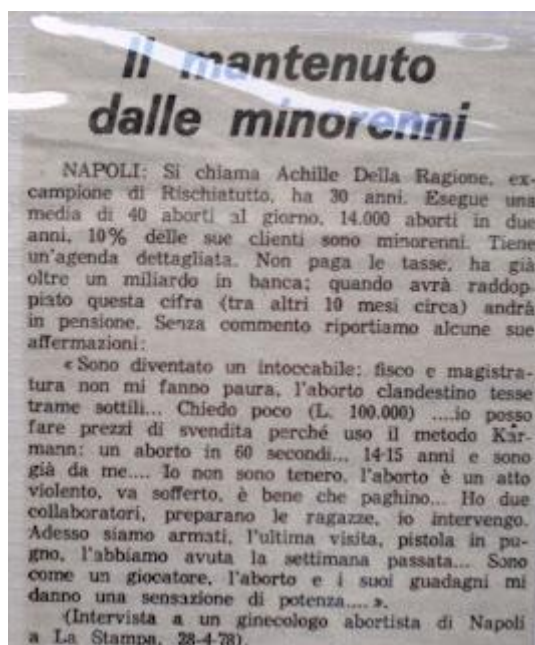 Il mantenuto
dalle minorenni
NAPOLI: Si chiama Achille Della Ragione, ex-
campione di Rischiatutto, ha 30 anni. Esegue una
media di 40 aborti al giorno, 14.000 aborti in due
anni, 10% delle sue clienti sono minorenni. Tiene
un'agenda dettagliata. Non paga le tasse, ha già
oltre un miliardo in banca; quando avrà raddop-
piato questa cifra (tra altri 10 mesi circa) andrà
in pensione. Senza commento riportiamo alcune sue
affermazioni:
« Sono diventato un intoccabile; fisco e magistra-
tura non mi fanno paura, l'aborto clandestino tesse
trame sottili... Chiedo poco (L. 100.000) ....io posso
fare prezzi di svendita perché uso il metodo Kar-
mann: un aborto in 60 secondi... 14-15 anni e sono
già da me.... Io non sono tenero, l'aborto è un atto
violento, va sofferto, è bene che paghino... Ho due
collaboratori, preparano le ragazze, io intervengo.
Adesso siamo armati, l'ultima visita, pistola in pu-
gno, l'abbiamo avuta la settimana passata... Sono
come un giocatore, l'aborto e i suoi guadagni mi
danno una sensazione di potenza.... ».
(Intervista a un ginecologo abortista di Napoli
a La Stampa, 28-4-78).